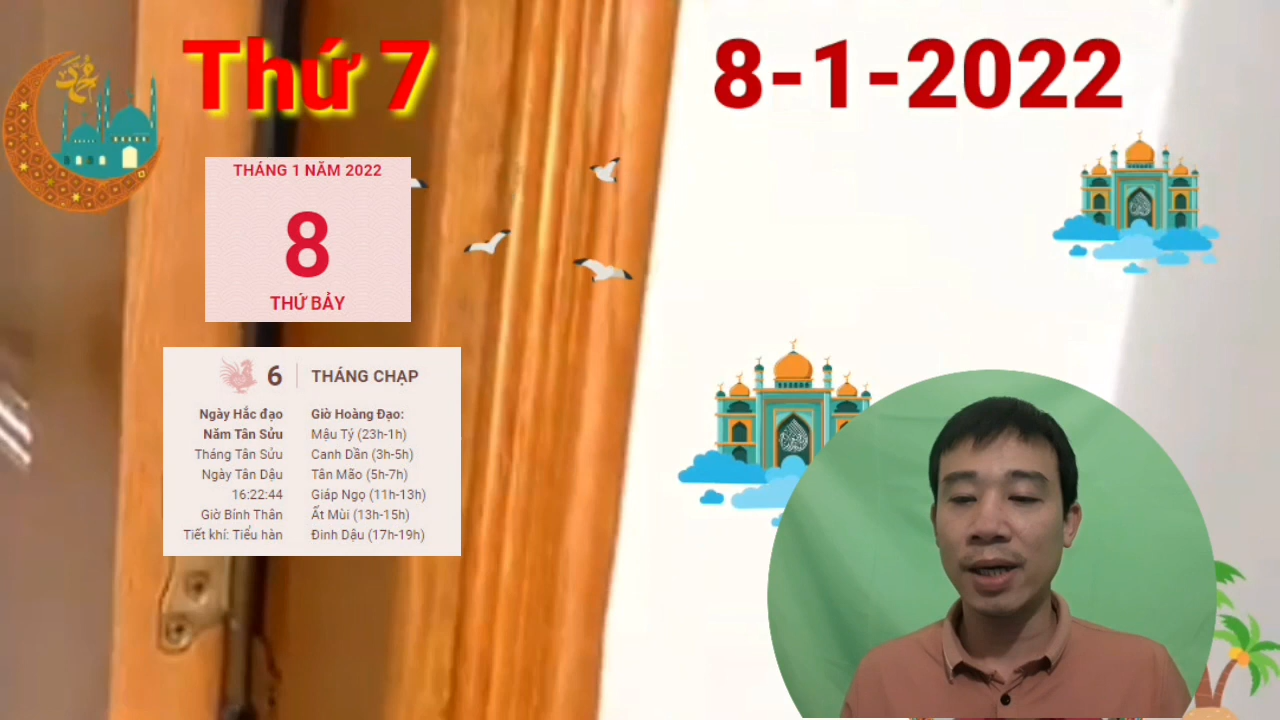 Thứ 7
8-1-2022
THÁNG 1 NĂM 2022
8
THỨ BẢY
6
THÁNG CHẠP
Ngày Hắc đạo
Năm Tân Sửu
Tháng Tân Sửu
Ngày Tân Dậu
16:22:44
Giờ Bính Thân
Tiết khí: Tiểu hàn
Giờ Hoàng Đạo:
Mậu Tý (23h-1h)
Canh Dần (3h-5h)
Tân Mão (5h-7h)
Giáp Ngọ (11h-13h)
Ất Mùi (13h-15h)
Đinh Dậu (17h-19h)